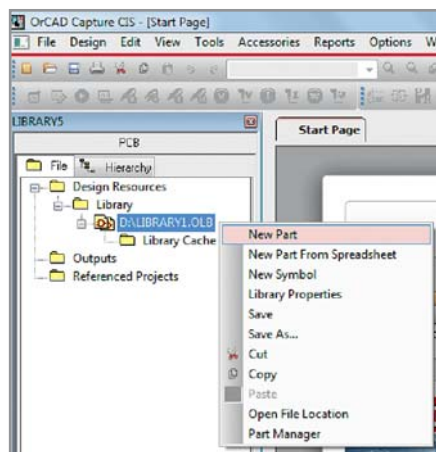 OrCAD Capture CIS - [Start Page]
File Design Edit View Tools Accessories Reports Options W
LIBRARY5
Start Page
PCB
File Hierarchy
Design Resources
Library
D:\LIBRARY1.OLB
Library Cache
Outputs
Referenced Projects
New Part
New Part From Spreadsheet
New Symbol
Library Properties
Save
Save As...
Cut
Copy
Paste
Open File Location
Part Manager